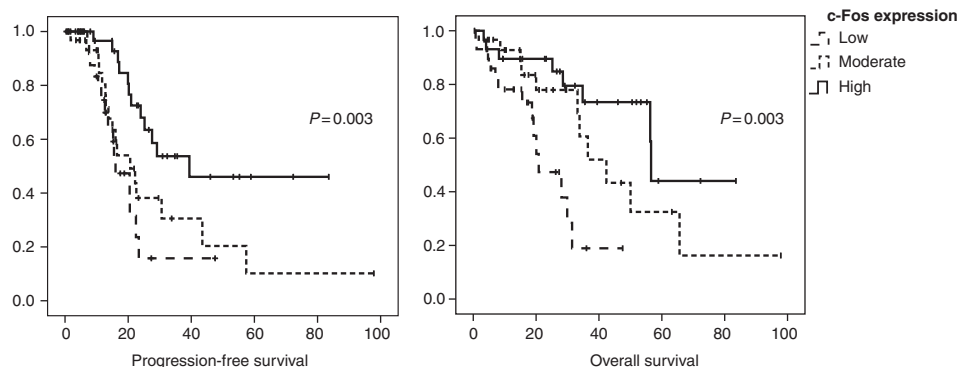 c-Fos expression
Low
Moderate
High
1.0
0.8
0.6
0.4
0.2
0.0
P=0.003
0 20 40 60 80 100
Progression-free survival
1.0
0.8
0.6
0.4
0.2
0.0
P=0.003
0 20 40 60 80 100
Overall survival